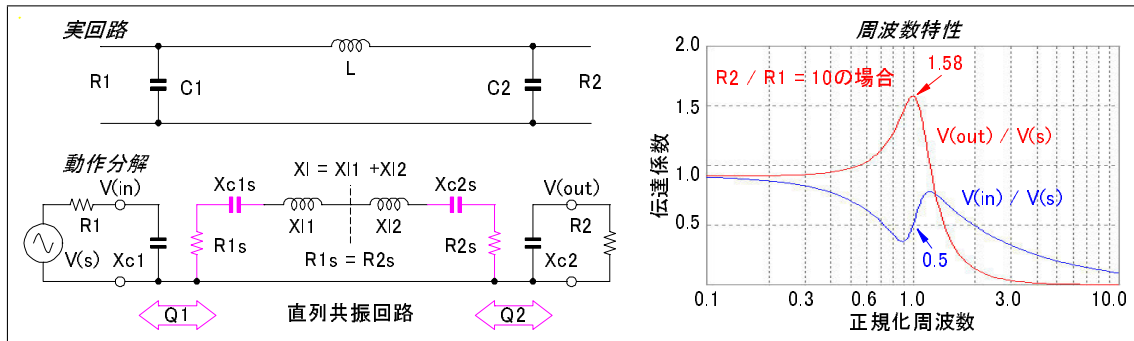 実回路
R1
C1
L
C2
R2
動作分解
V(in)
R1
V(s)
Xc1
Xc1s
R1s
Xl = Xl1 +Xl2
Xl1
Xl2
R1s = R2s
Xc2s
R2s
V(out)
R2
Xc2
Q1
直列共振回路
Q2
周波数特性
2.0
1.5
1.0
0.5
伝達係数
R2 / R1 = 10の場合
1.58
V(out) / V(s)
V(in) / V(s)
0.5
0.1
0.3
0.6
1.0
3.0
10.0
正規化周波数